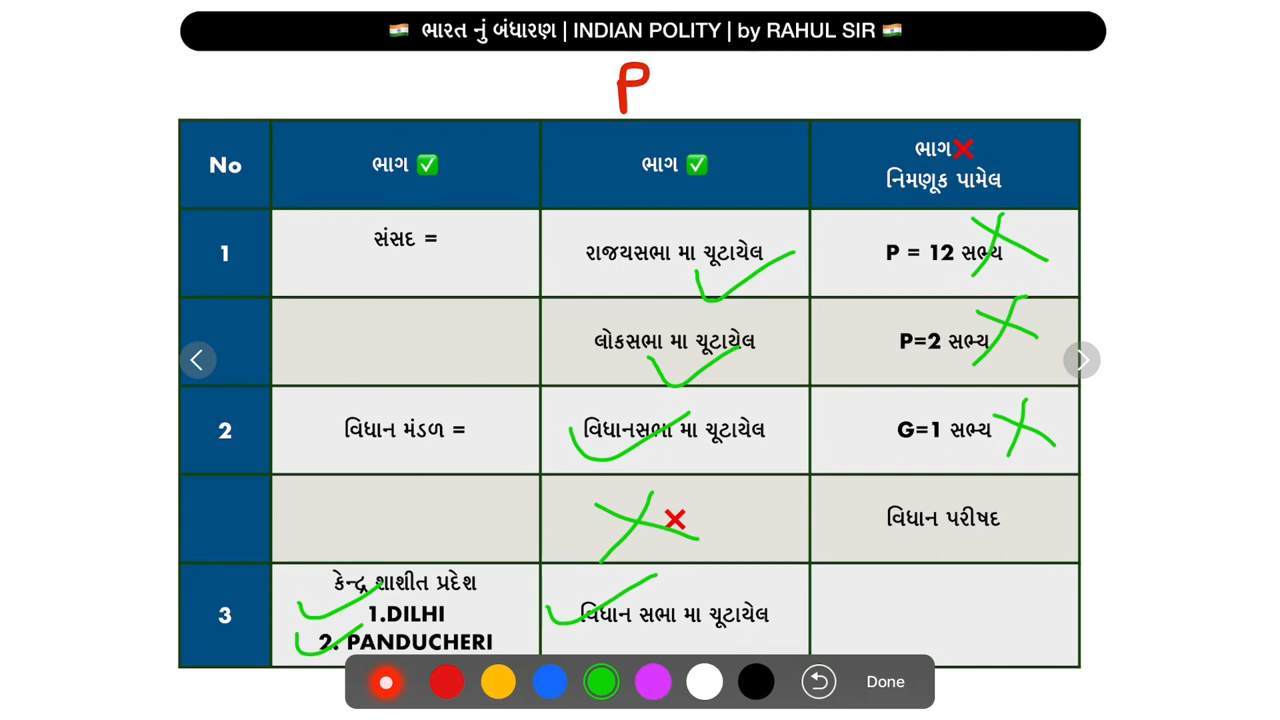 🇮🇳 ભારત નું બંધારણ | INDIAN POLITY | by RAHUL SIR 🇮🇳
P
No
ભાગ ✅
ભાગ ✅
ભાગ❌
નિમણૂક પામેલ
1
સંસદ =
રાજયસભા મા ચૂટાયેલ
P = 12 સભ્ય
લોકસભા મા ચૂટાયેલ
P=2 સભ્ય
2
વિધાન મંડળ =
વિધાનસભા મા ચૂટાયેલ
G=1 સભ્ય
❌
વિધાન પરીષદ
3
કેન્દ્ર શાશીત પ્રદેશ
1.DILHI
2. PANDUCHERI
વિધાન સભા મા ચૂટાયેલ
Done